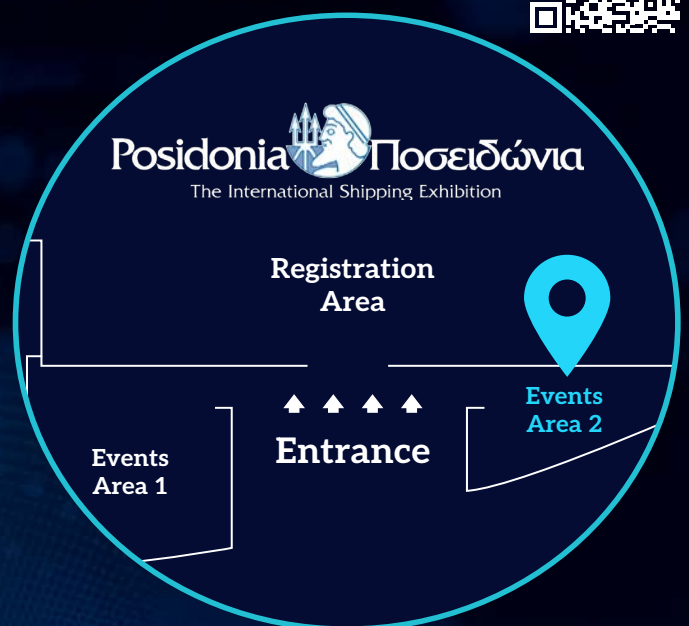 Posidonia Ποσειδώνια
The International Shipping Exhibition
Registration
Area
Events
Area 2
Entrance
Events
Area 1